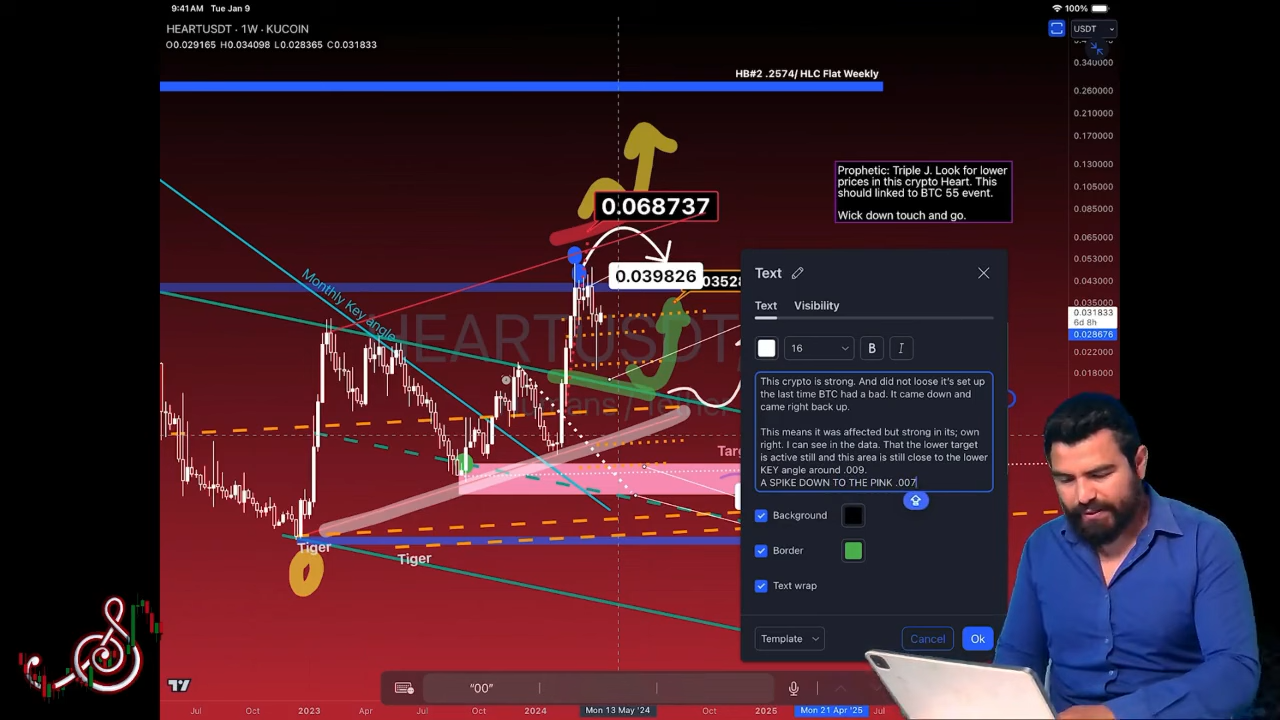 9:41 AM Tue Jan 9
100%
HEARTUSDT · 1W · KUCOIN
O0.029165 H0.034098 L0.028365 C0.031833
USDT
HB#2 .2574/ HLC Flat Weekly
0.340000
0.260000
0.210000
0.170000
0.130000
0.105000
0.085000
0.065000
0.053000
0.043000
0.035000
0.031833
6d 8h
0.028676
0.022000
0.018000
Prophetic: Triple J. Look for lower
prices in this crypto Heart. This
should linked to BTC 55 event.
Wick down touch and go.
0.068737
0.039826
03528
Monthly Key angle
HEARTUSDT
Humans / Tether
Targ
Tiger
Tiger
Text
Text
Visibility
16
B
I
This crypto is strong. And did not loose it's set up
the last time BTC had a bad. It came down and
came right back up.
This means it was affected but strong in its; own
right. I can see in the data. That the lower target
is active still and this area is still close to the lower
KEY angle around .009.
A SPIKE DOWN TO THE PINK .007
Background
Border
Text wrap
Template
Cancel
Ok
“00”
Jul
Oct
2023
Apr
Jul
Oct
2024
Mon 13 May '24
Oct
2025
Mon 21 Apr '25
Jul